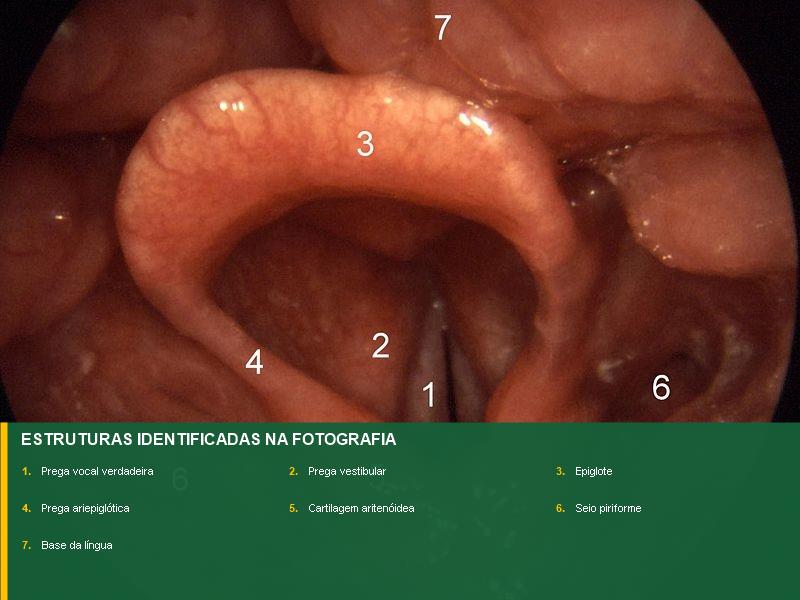 7
3
2
4
1
6
ESTRUTURAS IDENTIFICADAS NA FOTOGRAFIA
1. Prega vocal verdadeira 2. Prega vestibular 3. Epiglote
6
4. Prega ariepiglótica 5. Cartilagem aritenóidea 6. Seio piriforme
7. Base da língua